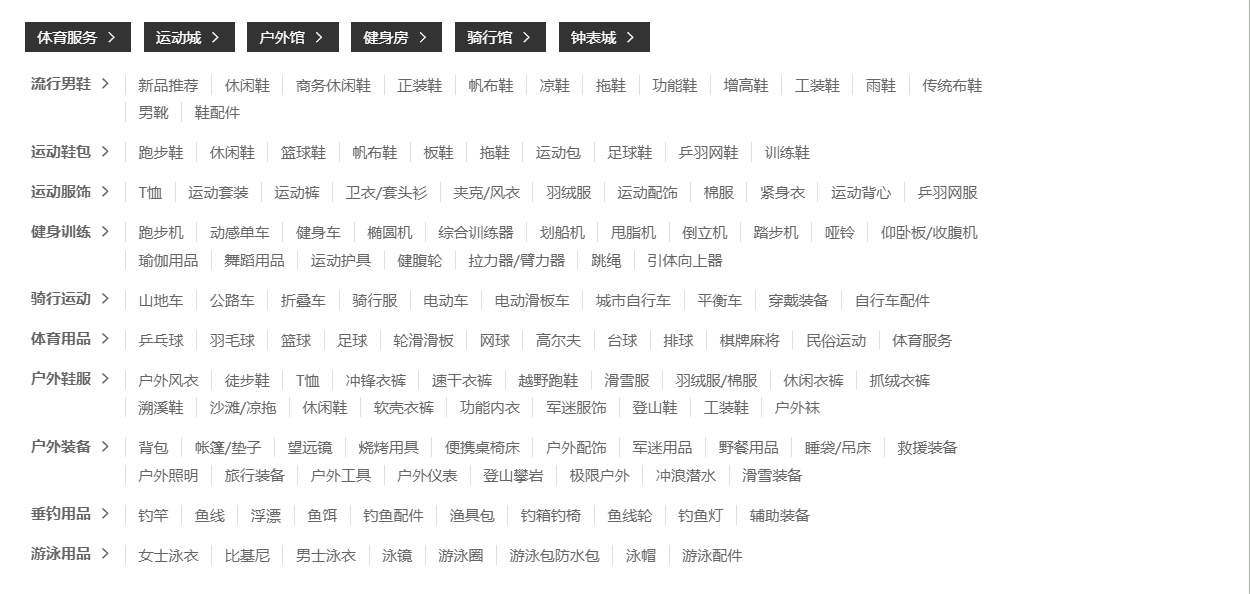 体育服务 > 运动城 > 户外馆 > 健身房 > 骑行馆 > 钟表城 >
流行男鞋 > 新品推荐 休闲鞋 商务休闲鞋 正装鞋 帆布鞋 凉鞋 拖鞋 功能鞋 增高鞋 工装鞋 雨鞋 传统布鞋
男靴 鞋配件
运动鞋包 > 跑步鞋 休闲鞋 篮球鞋 帆布鞋 板鞋 拖鞋 运动包 足球鞋 乒羽网鞋 训练鞋
运动服饰 > T恤 运动套装 运动裤 卫衣/套头衫 夹克/风衣 羽绒服 运动配饰 棉服 紧身衣 运动背心 乒羽网服
健身训练 > 跑步机 动感单车 健身车 椭圆机 综合训练器 划船机 甩脂机 倒立机 踏步机 哑铃 仰卧板/收腹机
瑜伽用品 舞蹈用品 运动护具 健腹轮 拉力器/臂力器 跳绳 引体向上器
骑行运动 > 山地车 公路车 折叠车 骑行服 电动车 电动滑板车 城市自行车 平衡车 穿戴装备 自行车配件
体育用品 > 乒乓球 羽毛球 篮球 足球 轮滑滑板 网球 高尔夫 台球 排球 棋牌麻将 民俗运动 体育服务
户外鞋服 > 户外风衣 徒步鞋 T恤 冲锋衣裤 速干衣裤 越野跑鞋 滑雪服 羽绒服/棉服 休闲衣裤 抓绒衣裤
溯溪鞋 沙滩/凉拖 休闲鞋 软壳衣裤 功能内衣 军迷服饰 登山鞋 工装鞋 户外袜
户外装备 > 背包 帐篷/垫子 望远镜 烧烤用具 便携桌椅床 户外配饰 军迷用品 野餐用品 睡袋/吊床 救援装备
户外照明 旅行装备 户外工具 户外仪表 登山攀岩 极限户外 冲浪潜水 滑雪装备
垂钓用品 > 钓竿 鱼线 浮漂 鱼饵 钓鱼配件 渔具包 钓箱钓椅 鱼线轮 钓鱼灯 辅助装备
游泳用品 > 女士泳衣 比基尼 男士泳衣 泳镜 游泳圈 游泳包防水包 泳帽 游泳配件